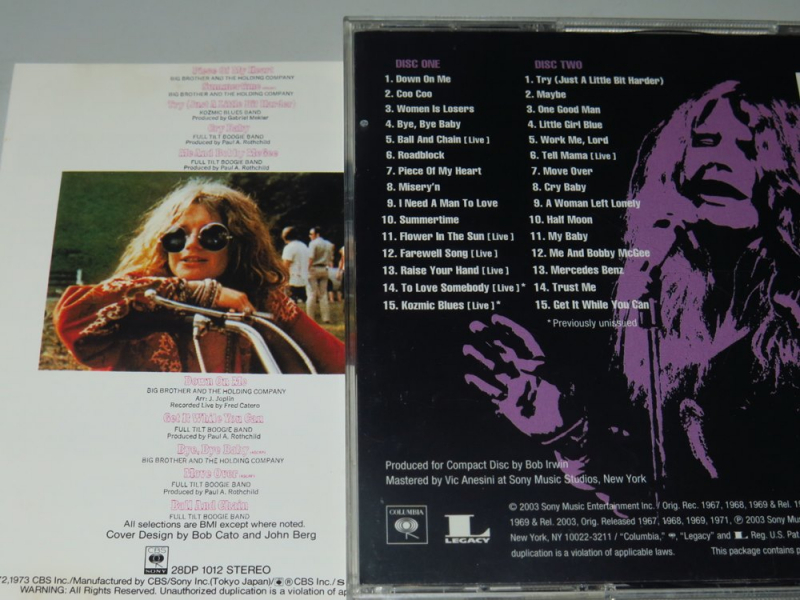 Piece Of My Heart
BIG BROTHER AND THE HOLDING COMPANY
Summertime
BIG BROTHER AND THE HOLDING COMPANY
Try (Just A Little Bit Harder)
KOZMIC BLUES BAND
Produced by Gabriel Mekler
Cry Baby
FULL TILT BOOGIE BAND
Produced by Paul A. Rothchild
Me And Bobby McGee
FULL TILT BOOGIE BAND
Produced by Paul A. Rothchild
Down On Me
BIG BROTHER AND THE HOLDING COMPANY
Arr: J. Joplin
Recorded Live by Fred Catero
Get It While You Can
FULL TILT BOOGIE BAND
Produced by Paul A. Rothchild
Bye, Bye Baby
BIG BROTHER AND THE HOLDING COMPANY
Move Over
FULL TILT BOOGIE BAND
Produced by Paul A. Rothchild
Ball And Chain
FULL TILT BOOGIE BAND
All selections are BMI except where noted.
Cover Design by Bob Cato and John Berg
CBS
SONY
28DP 1012 STEREO
1973 CBS Inc./Manufactured by CBS/Sony Inc.(Tokyo Japan)/ ® CBS Inc./
WARNING: All Rights Reserved. Unauthorized duplication is a violation of
DISC ONE
1. Down On Me
2. Coo Coo
3. Women Is Losers
4. Bye, Bye Baby
5. Ball And Chain [Live]
6. Roadblock
7. Piece Of My Heart
8. Misery'n
9. I Need A Man To Love
10. Summertime
11. Flower In The Sun [Live]
12. Farewell Song [Live]
13. Raise Your Hand [Live]
14. To Love Somebody [Live]*
15. Kozmic Blues [Live]*
DISC TWO
1. Try (Just A Little Bit Harder)
2. Maybe
3. One Good Man
4. Little Girl Blue
5. Work Me, Lord
6. Tell Mama [Live]
7. Move Over
8. Cry Baby
9. A Woman Left Lonely
10. Half Moon
11. My Baby
12. Me And Bobby McGee
13. Mercedes Benz
14. Trust Me
15. Get It While You Can
*Previously unissued
Produced for Compact Disc by Bob Irwin
Mastered by Vic Anesini at Sony Music Studios, New York
COLUMBIA
L
LEGACY
© 2003 Sony Music Entertainment Inc. / Orig. Rec. 1967, 1968, 1969 & Rel.
1969 & Rel. 2003, Orig. Released 1967, 1968, 1969, 1971, ℗ 2003 Sony
New York, NY 10022-3211 / "Columbia," "Legacy" and L Reg. U.S. Pat.
duplication is a violation of applicable laws. This package contains